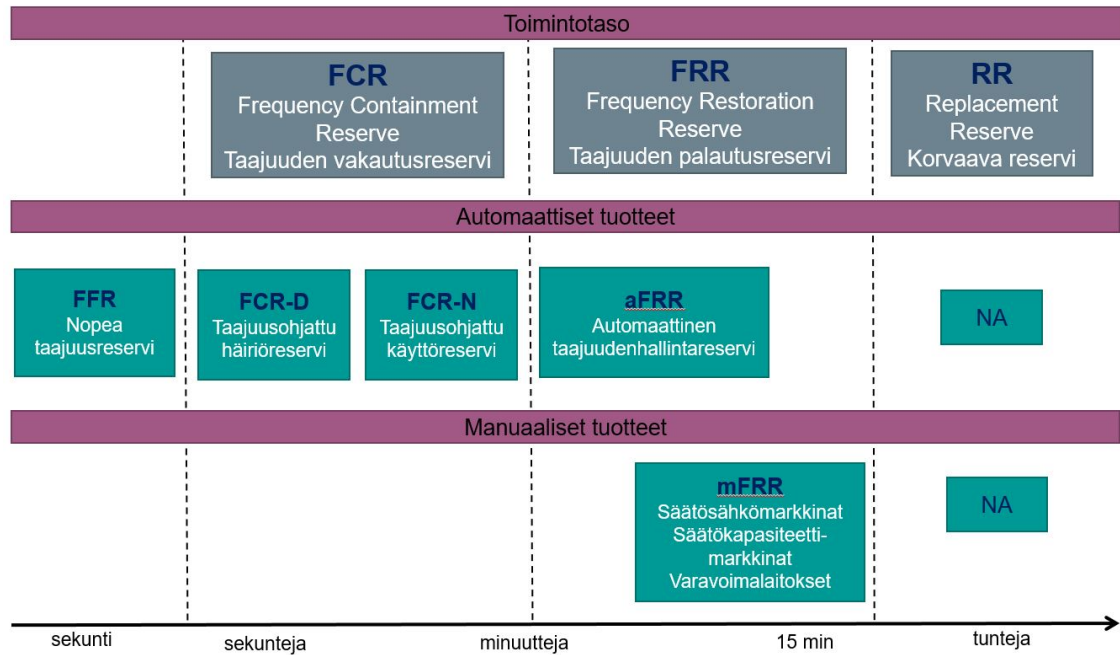 Toimintotaso
FCR
Frequency Containment
Reserve
Taajuuden vakautusreservi
FRR
Frequency Restoration
Reserve
Taajuuden palautusreservi
RR
Replacement
Reserve
Korvaava reservi
Automaattiset tuotteet
FFR
Nopea
taajuusreservi
FCR-D
Taajuusohjattu
häiriöreservi
FCR-N
Taajuusohjattu
käyttöreservi
aFRR
Automaattinen
taajuudenhallintareservi
NA
Manuaaliset tuotteet
mFRR
Säätösähkömarkkinat
Säätökapasiteetti-
markkinat
Varavoimalaitokset
NA
sekunti
sekunteja
minuutteja
15 min
tunteja